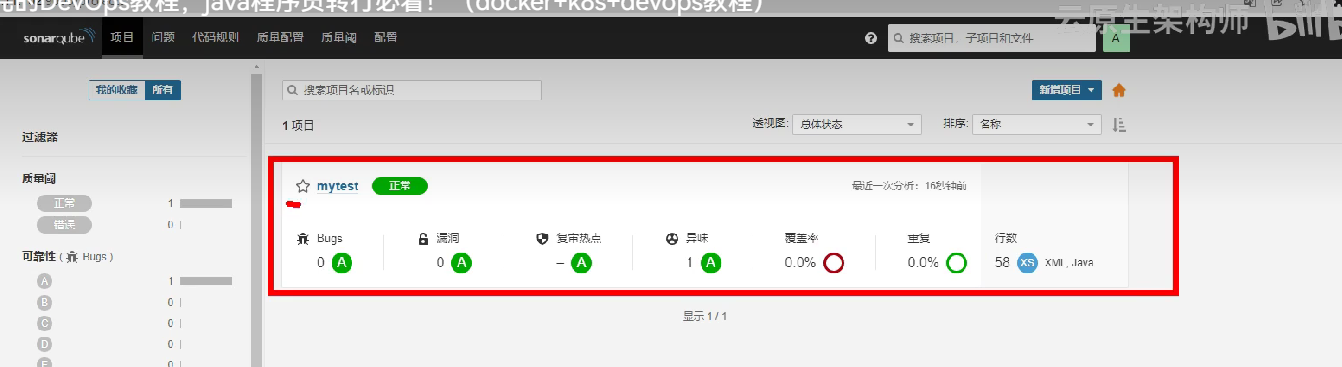 的DevOps教程，java程序员转行必看！（docker+k8s+devops教程）
云原生架构师 bilib
sonarqube 项目 问题 代码规则 质量配置 质量阈 配置 ? 搜索项目、子项目和文件 A
我的收藏 所有 搜索项目名或标识 新增项目
1 项目 透视图: 总体状态 排序: 名称
过滤器
质量阈
正常 1
错误 0
可靠性 ( Bugs )
A 1
B 0
C 0
D 0
E 0
mytest 正常 最近一次分析：16秒钟前
Bugs 漏洞 复审热点 异味 覆盖率 重复 行数
0 A 0 A – A 1 A 0.0% 0.0% 58 XS XML, Java
显示 1 / 1